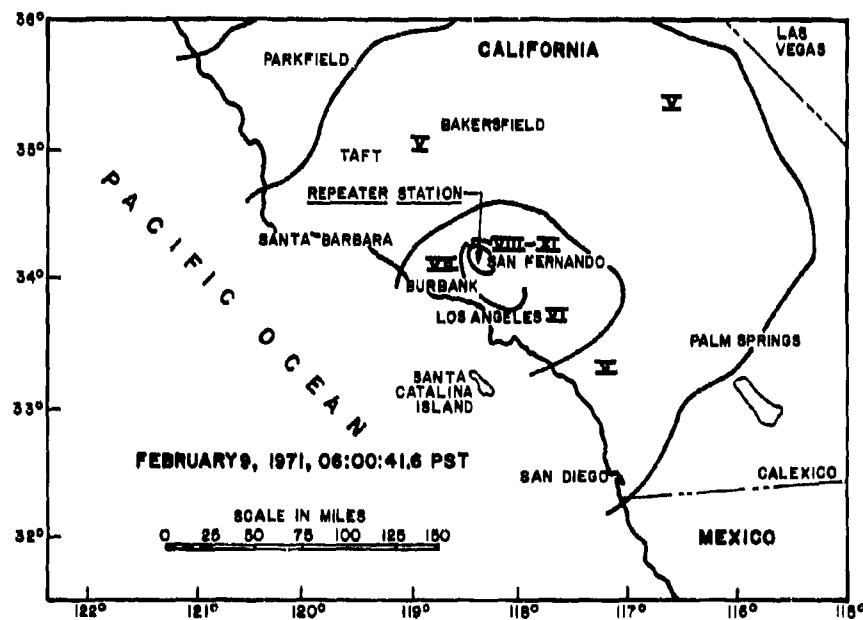 36°
CALIFORNIA
LAS
VEGAS
PARKFIELD
V
BAKERSFIELD
V
35°
TAFT
REPEATER STATION
PACIFIC OCEAN
SANTA BARBARA
VIII-XI
VII
SAN FERNANDO
34°
BURBANK
LOS ANGELES VI
PALM SPRINGS
V
SANTA
CATALINA
ISLAND
33°
FEBRUARY 9, 1971, 06:00:41.6 PST
SAN DIEGO
CALEXICO
SCALE IN MILES
0 25 50 75 100 125 150
32°
MEXICO
122° 121° 120° 119° 118° 117° 116° 115°